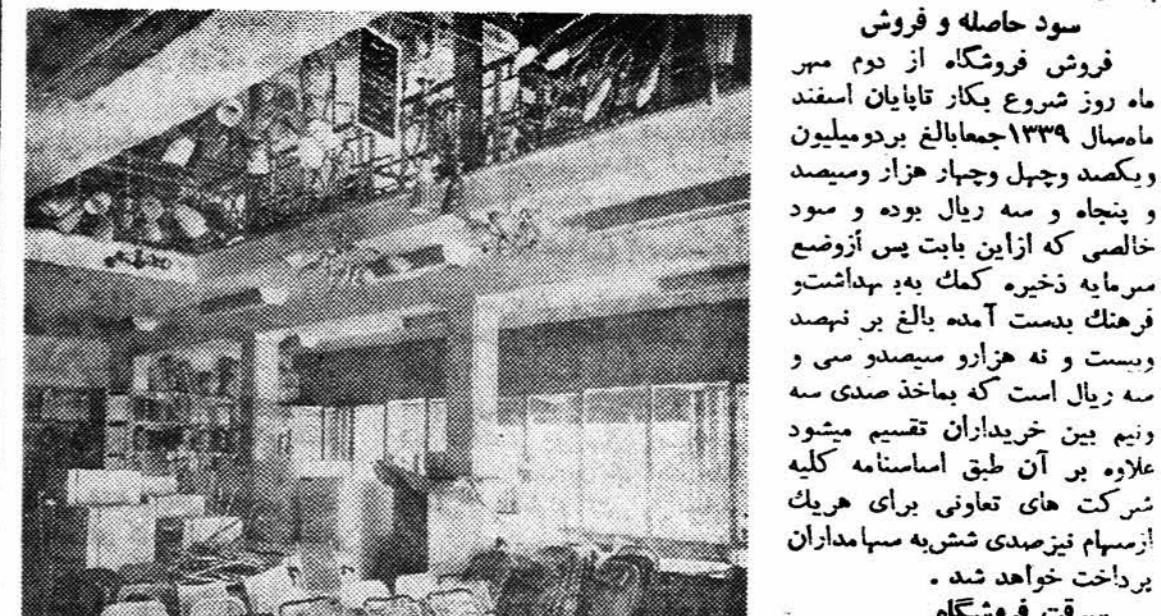 سود حاصله و فروش
فروش فروشگاه از دوم مهر
ماه روز شروع بکار تاپایان اسفند
ماه‌سال ۱۳۳۹جمعابالغ بردومیلیون
ویکصد وچهل وچهار هزار وسیصد
و پنجاه و سه ریال بوده و سود
خالصی که ازاین بابت پس أزوضع
سرمایه ذخیره کمك به‌بهداشت‌و
فرهنك بدست آمده بالغ بر نهصد
وبیست و نه هزارو سیصدو سی و
سه ریال است که بماخذ صدی سه
ونیم بین خریداران تقسیم میشود
علاوه بر آن طبق اساسنامه کلیه
شرکت های تعاونی برای هریك
ازسهام نیزصدی شش‌به سهامداران
پرداخت خواهد شد .
فروشگاه